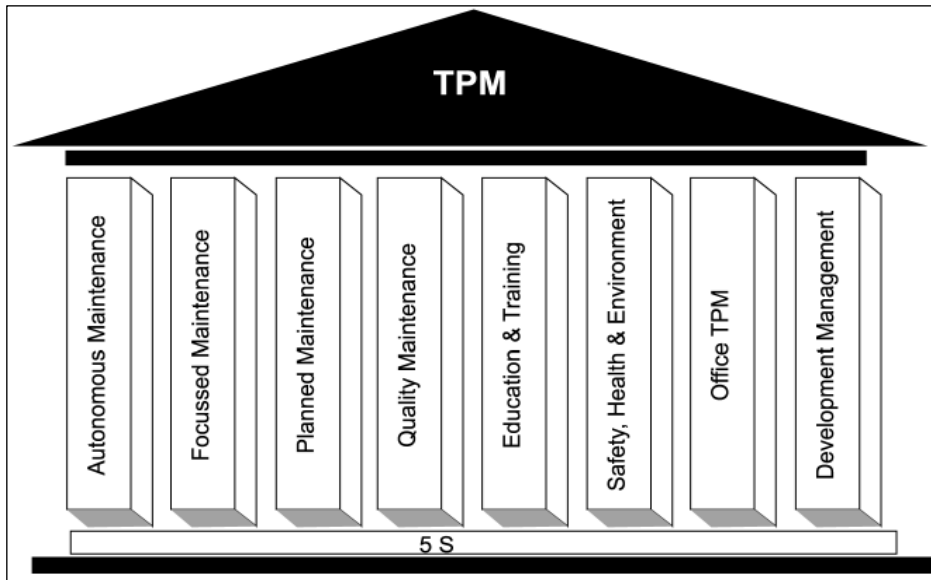 TPM
Autonomous Maintenance
Focussed Maintenance
Planned Maintenance
Quality Maintenance
Education & Training
Safety, Health & Environment
Office TPM
Development Management
5 S